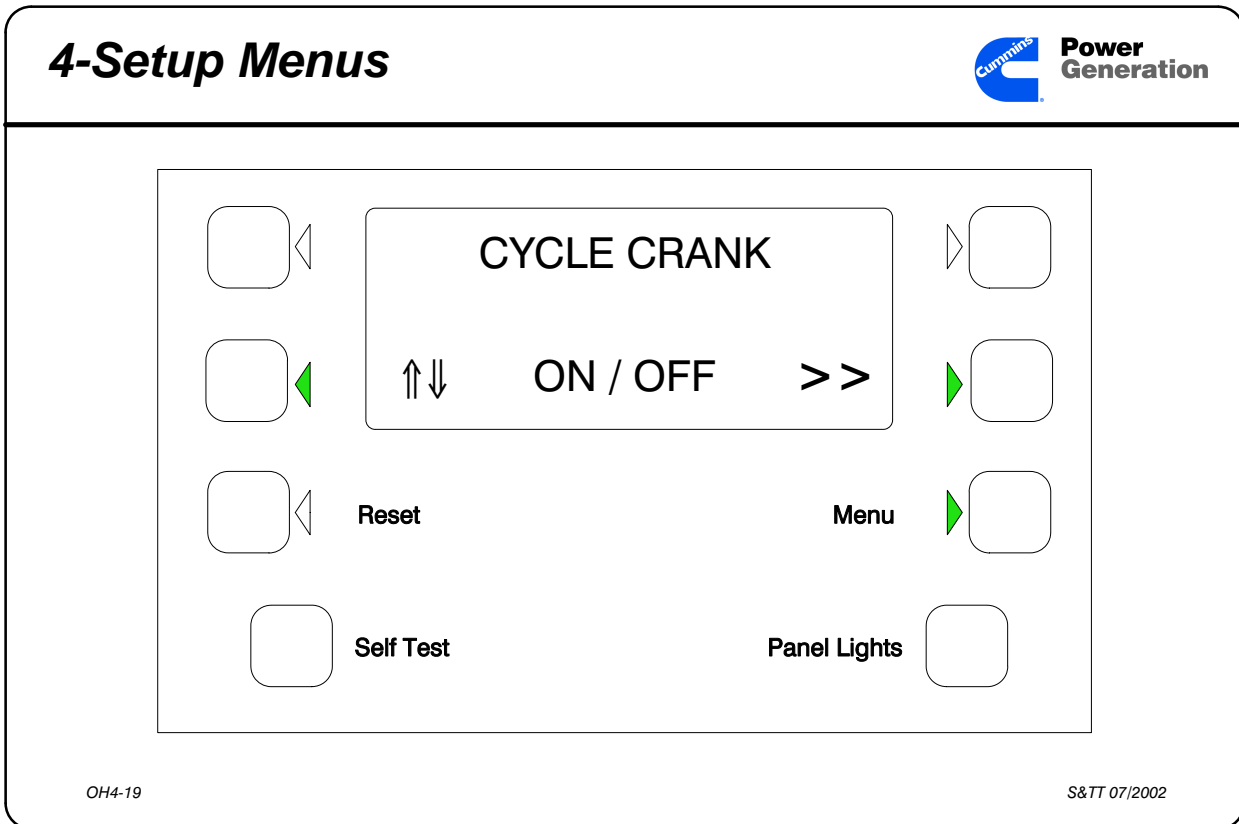 4-Setup Menus
Cummins
Power
Generation
CYCLE CRANK
⇑⇓ ON / OFF >>
Reset Menu
Self Test Panel Lights
OH4-19 S&TT 07/2002